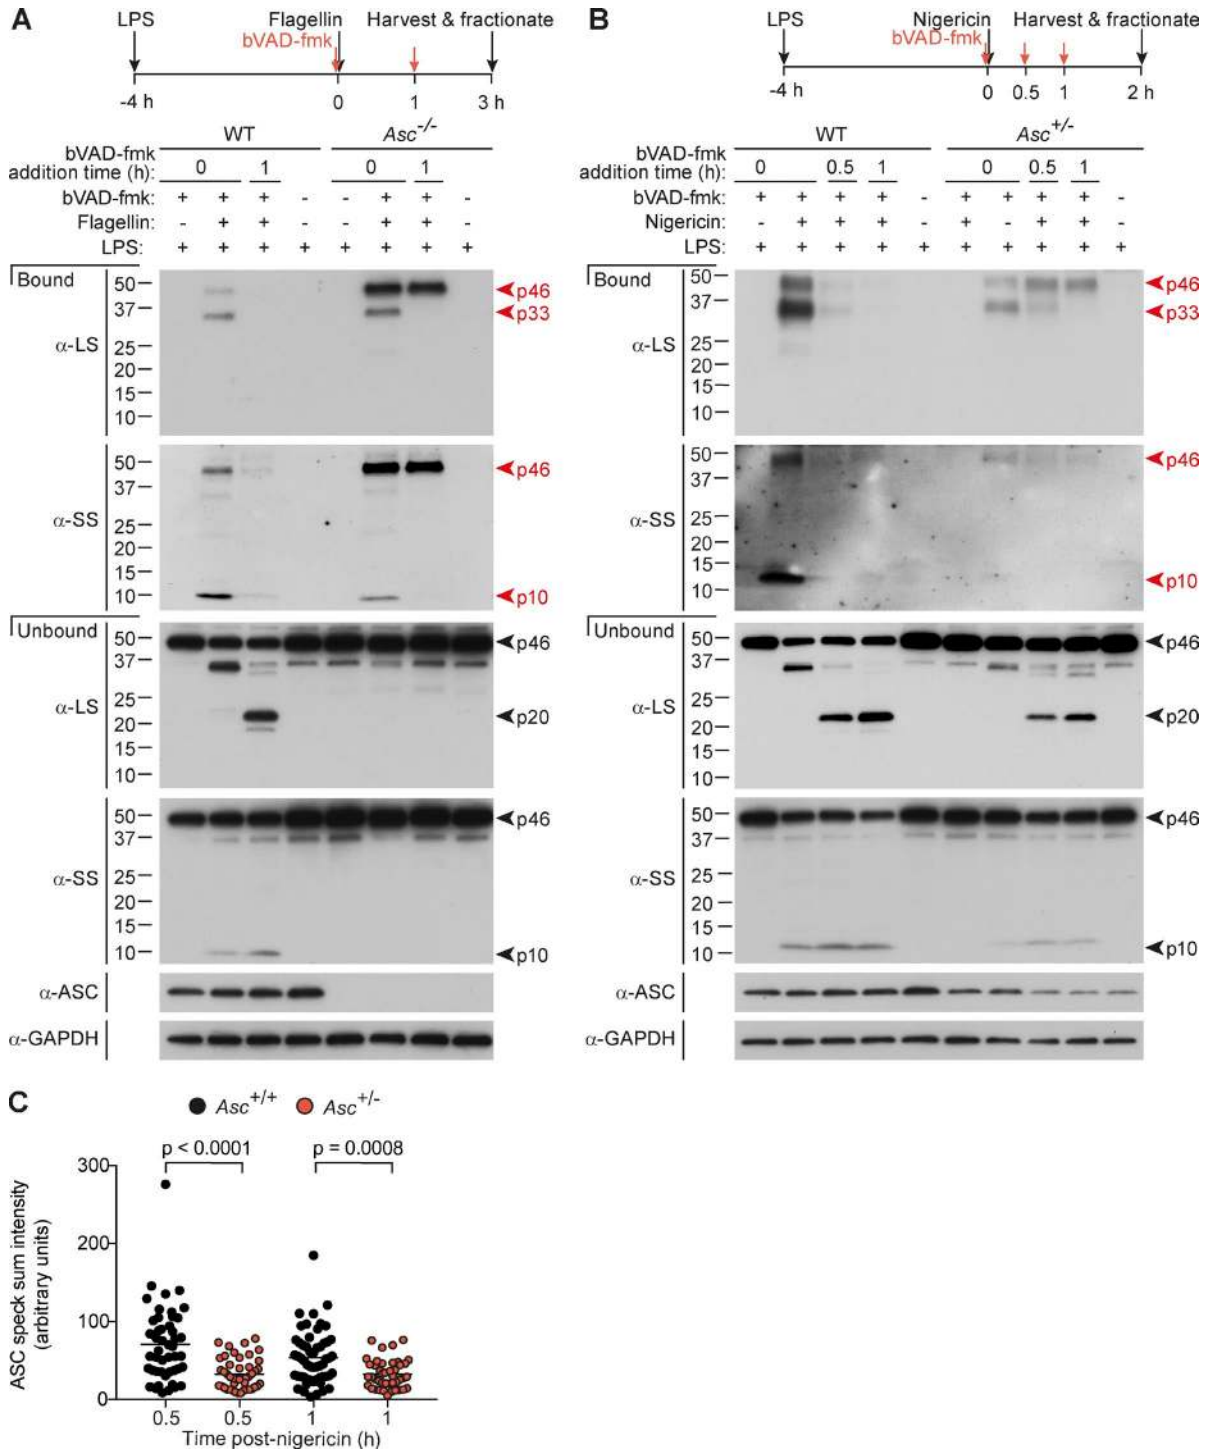 A
LPS
Flagellin
Harvest & fractionate
bVAD-fmk
-4 h
0
1
3 h
WT
Asc-/-
bVAD-fmk
addition time (h):
0
1
0
1
bVAD-fmk: + + + - - + + -
Flagellin: - + + - - + + -
LPS: + + + + + + + +
Bound
α-LS
50
37
25
20
15
10
p46
p33
α-SS
50
37
25
20
15
10
p46
p10
Unbound
α-LS
50
37
25
20
15
10
p46
p20
α-SS
50
37
25
20
15
10
p46
p10
α-ASC
α-GAPDH
B
LPS
Nigericin
Harvest & fractionate
bVAD-fmk
-4 h
0
0.5
1
2 h
WT
Asc+/-
bVAD-fmk
addition time (h):
0
0.5
1
0
0.5
1
bVAD-fmk: + + + + - + + + + -
Nigericin: - + + + - + + + -
LPS: + + + + + + + + + +
Bound
α-LS
50
37
25
20
15
10
p46
p33
α-SS
50
37
25
20
15
10
p46
p10
Unbound
α-LS
50
37
25
20
15
10
p46
p20
α-SS
50
37
25
20
15
10
p46
p10
α-ASC
α-GAPDH
C
Asc+/+
Asc+/-
p < 0.0001
p = 0.0008
ASC speck sum intensity
(arbitrary units)
300
200
100
0
0.5
0.5
1
1
Time post-nigericin (h)